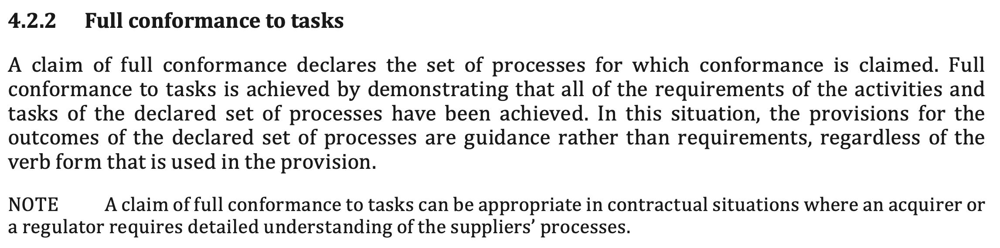 4.2.2 Full conformance to tasks
A claim of full conformance declares the set of processes for which conformance is claimed. Full
conformance to tasks is achieved by demonstrating that all of the requirements of the activities and
tasks of the declared set of processes have been achieved. In this situation, the provisions for the
outcomes of the declared set of processes are guidance rather than requirements, regardless of the
verb form that is used in the provision.
NOTE A claim of full conformance to tasks can be appropriate in contractual situations where an acquirer or
a regulator requires detailed understanding of the suppliers’ processes.